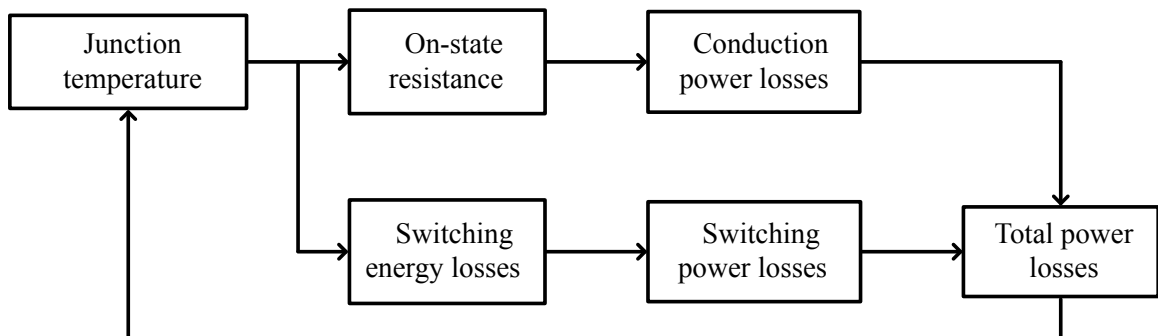 Junction
temperature
On-state
resistance
Conduction
power losses
Switching
energy losses
Switching
power losses
Total power
losses